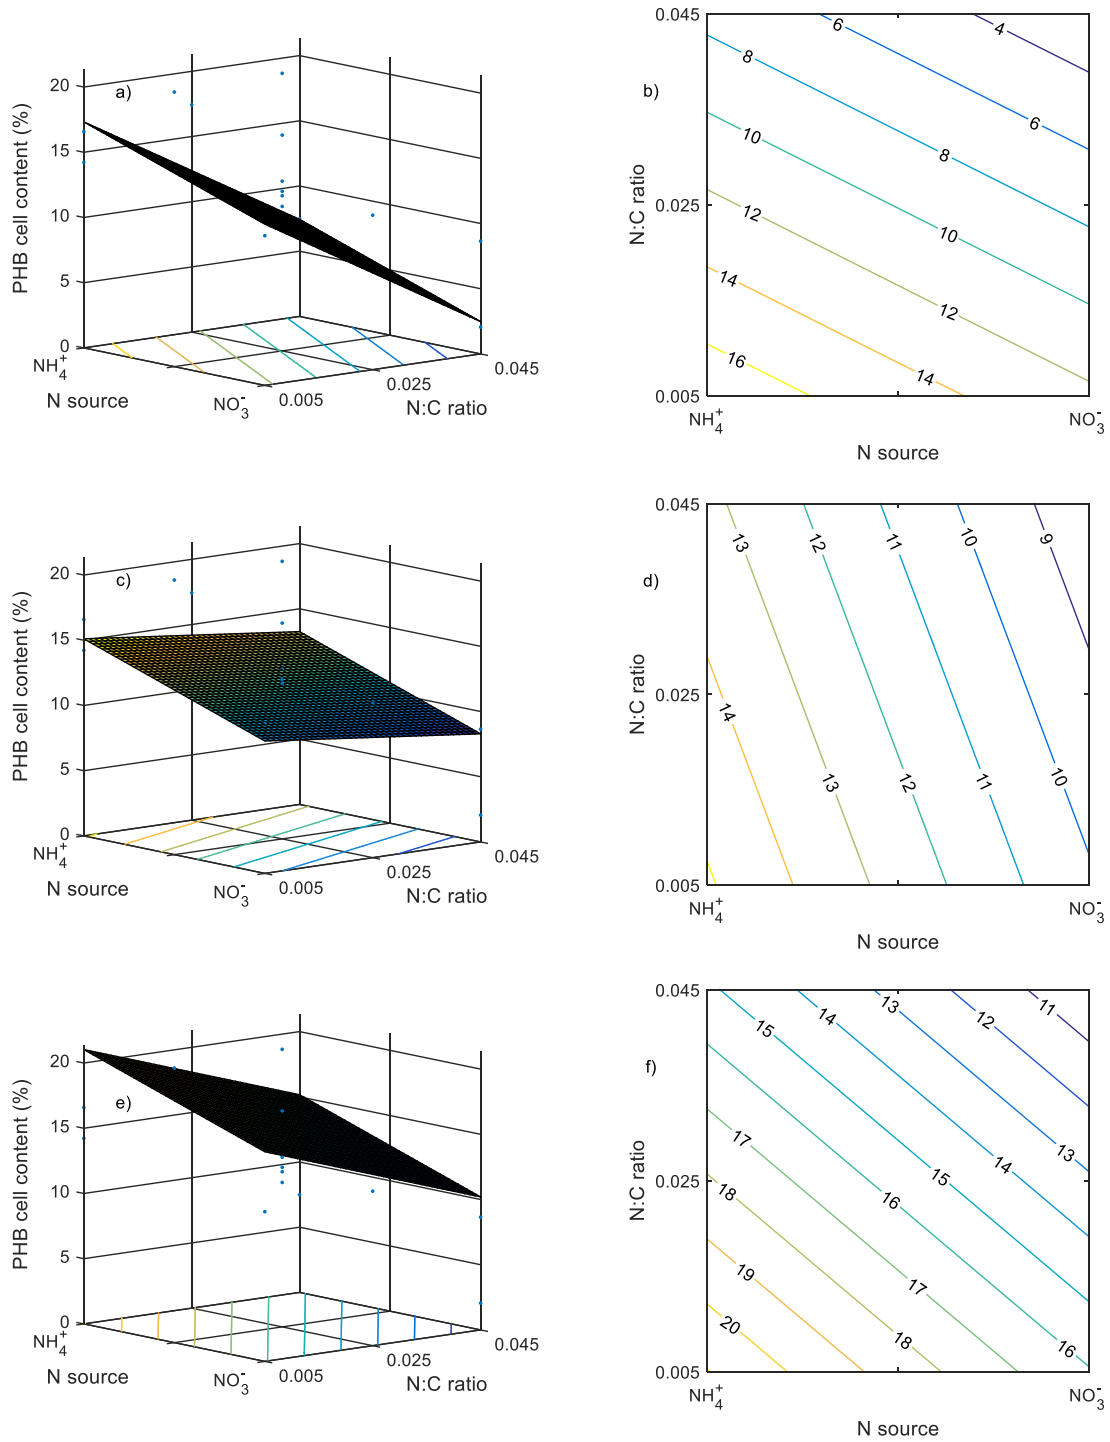 a)
PHB cell content (%)
20
15
10
5
0
NH4+
N source
NO3-
0.005
0.025
0.045
N:C ratio
b)
N:C ratio
0.045
0.025
0.005
4
6
6
8
8
10
10
12
12
14
14
16
NH4+
NO3-
N source
c)
PHB cell content (%)
20
15
10
5
0
NH4+
N source
NO3-
0.005
0.025
0.045
N:C ratio
d)
N:C ratio
0.045
0.025
0.005
13
12
11
10
9
14
13
12
11
10
NH4+
NO3-
N source
e)
PHB cell content (%)
20
15
10
5
0
NH4+
N source
NO3-
0.005
0.025
0.045
N:C ratio
f)
N:C ratio
0.045
0.025
0.005
15
14
13
12
11
17
13
18
14
15
16
19
17
20
18
16
NH4+
NO3-
N source